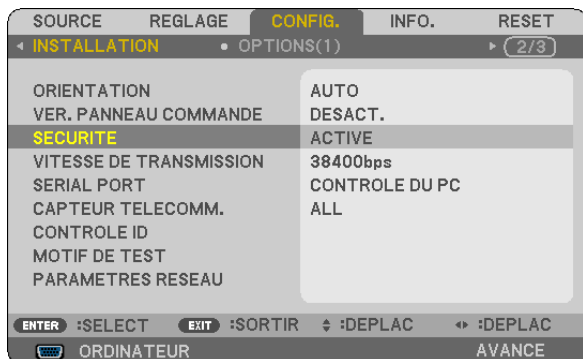 SOURCE REGLAGE CONFIG. INFO. RESET
INSTALLATION • OPTIONS(1) 2/3
ORIENTATION AUTO
VER. PANNEAU COMMANDE DESACT.
SECURITE ACTIVE
VITESSE DE TRANSMISSION 38400bps
SERIAL PORT CONTROLE DU PC
CAPTEUR TELECOMM. ALL
CONTROLE ID
MOTIF DE TEST
PARAMETRES RESEAU
ENTER :SELECT EXIT :SORTIR :DEPLAC :DEPLAC
ORDINATEUR AVANCE